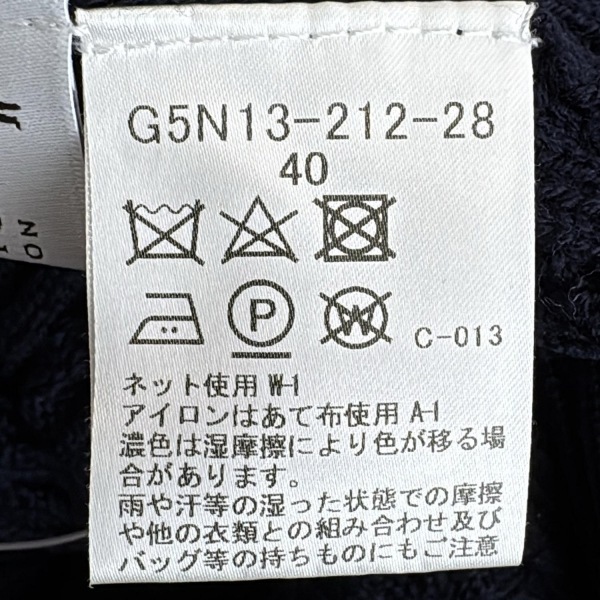 G5N13-212-28
40
P
W
C-013
ネット使用 W-1
アイロンはあて布使用 A-1
濃色は湿摩擦により色が移る場
合があります。
雨や汗等の湿った状態での摩擦
や他の衣類との組み合わせ及び
バッグ等の持ちものにもご注意
NO